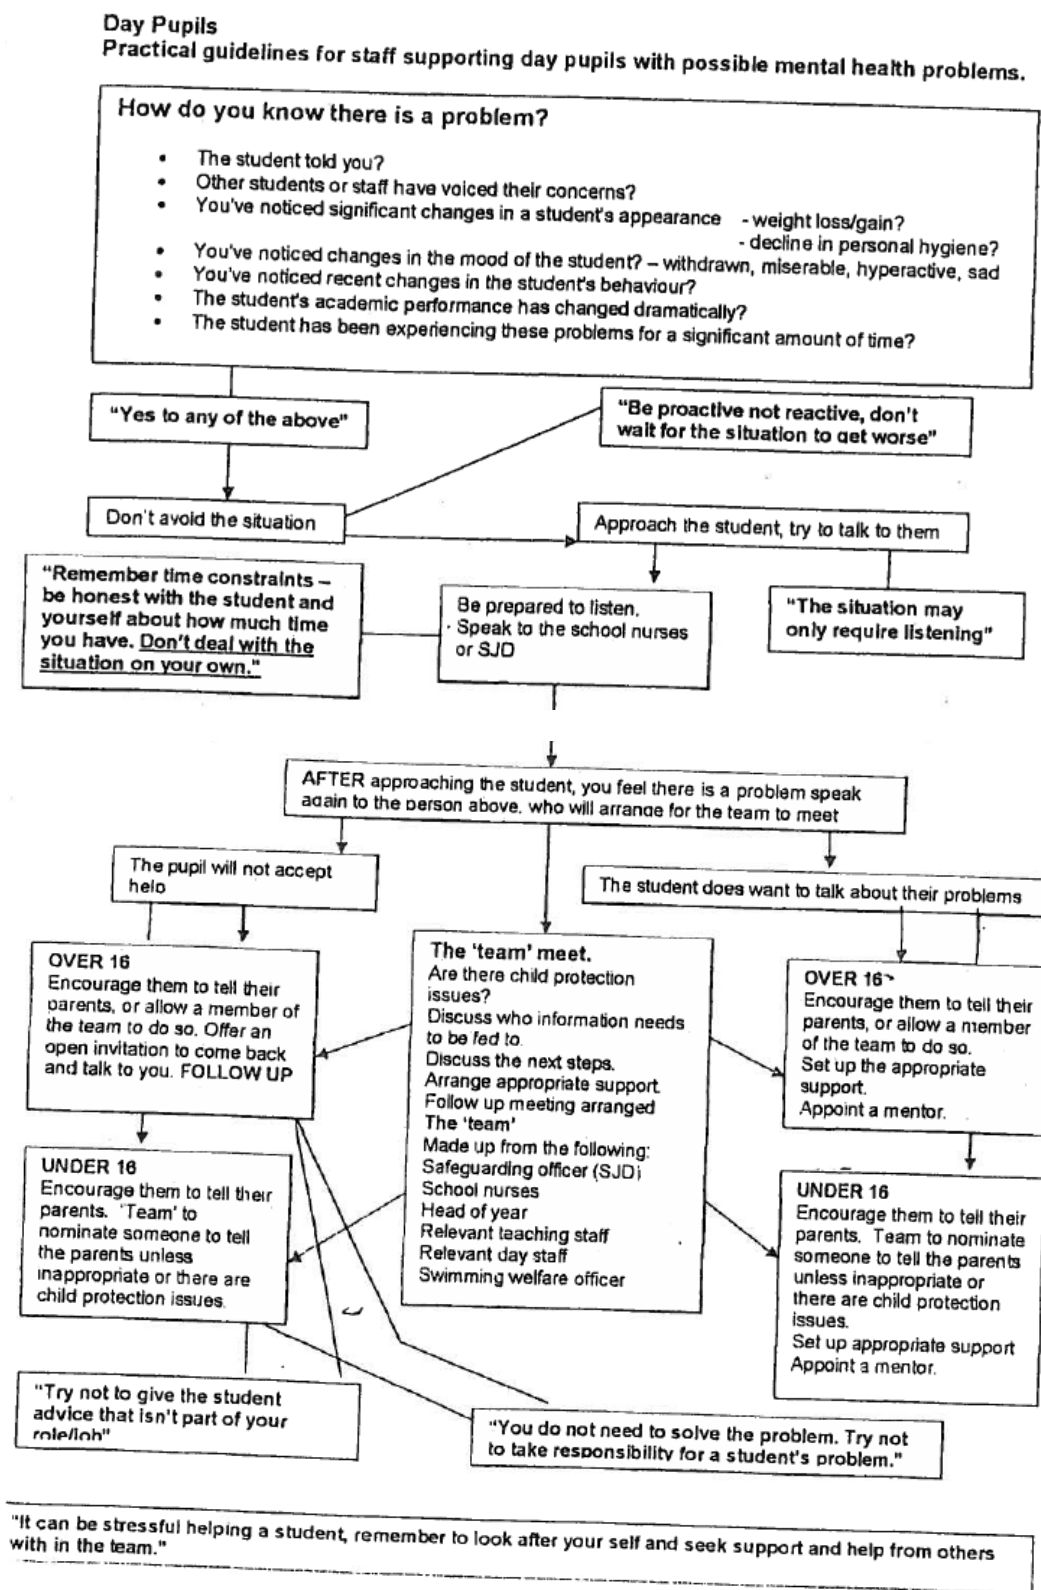 Day Pupils
Practical guidelines for staff supporting day pupils with possible mental health problems.
How do you know there is a problem?
• The student told you?
• Other students or staff have voiced their concerns?
• You've noticed significant changes in a student's appearance - weight loss/gain?
- decline in personal hygiene?
• You've noticed changes in the mood of the student? – withdrawn, miserable, hyperactive, sad
• You've noticed recent changes in the student's behaviour?
• The student's academic performance has changed dramatically?
• The student has been experiencing these problems for a significant amount of time?
"Yes to any of the above"
"Be proactive not reactive, don't
wait for the situation to get worse"
Don't avoid the situation
Approach the student, try to talk to them
"Remember time constraints –
be honest with the student and
yourself about how much time
you have. Don't deal with the
situation on your own."
Be prepared to listen.
- Speak to the school nurses
or SJD
"The situation may
only require listening"
AFTER approaching the student, you feel there is a problem speak
again to the person above, who will arrange for the team to meet
The pupil will not accept
help
The student does want to talk about their problems
OVER 16
Encourage them to tell their
parents, or allow a member of
the team to do so. Offer an
open invitation to come back
and talk to you. FOLLOW UP
The 'team' meet.
Are there child protection
issues?
Discuss who information needs
to be fed to.
Discuss the next steps.
Arrange appropriate support
Follow up meeting arranged
The 'team'
Made up from the following:
Safeguarding officer (SJD)
School nurses
Head of year
Relevant teaching staff
Relevant day staff
Swimming welfare officer
OVER 16
Encourage them to tell their
parents, or allow a member
of the team to do so.
Set up the appropriate
support.
Appoint a mentor.
UNDER 16
Encourage them to tell their
parents. 'Team' to
nominate someone to tell
the parents unless
inappropriate or there are
child protection issues.
UNDER 16
Encourage them to tell their
parents. Team to nominate
someone to tell the parents
unless inappropriate or
there are child protection
issues.
Set up appropriate support
Appoint a mentor.
"Try not to give the student
advice that isn't part of your
role/job"
"You do not need to solve the problem. Try not
to take responsibility for a student's problem."
"It can be stressful helping a student, remember to look after your self and seek support and help from others
with in the team."